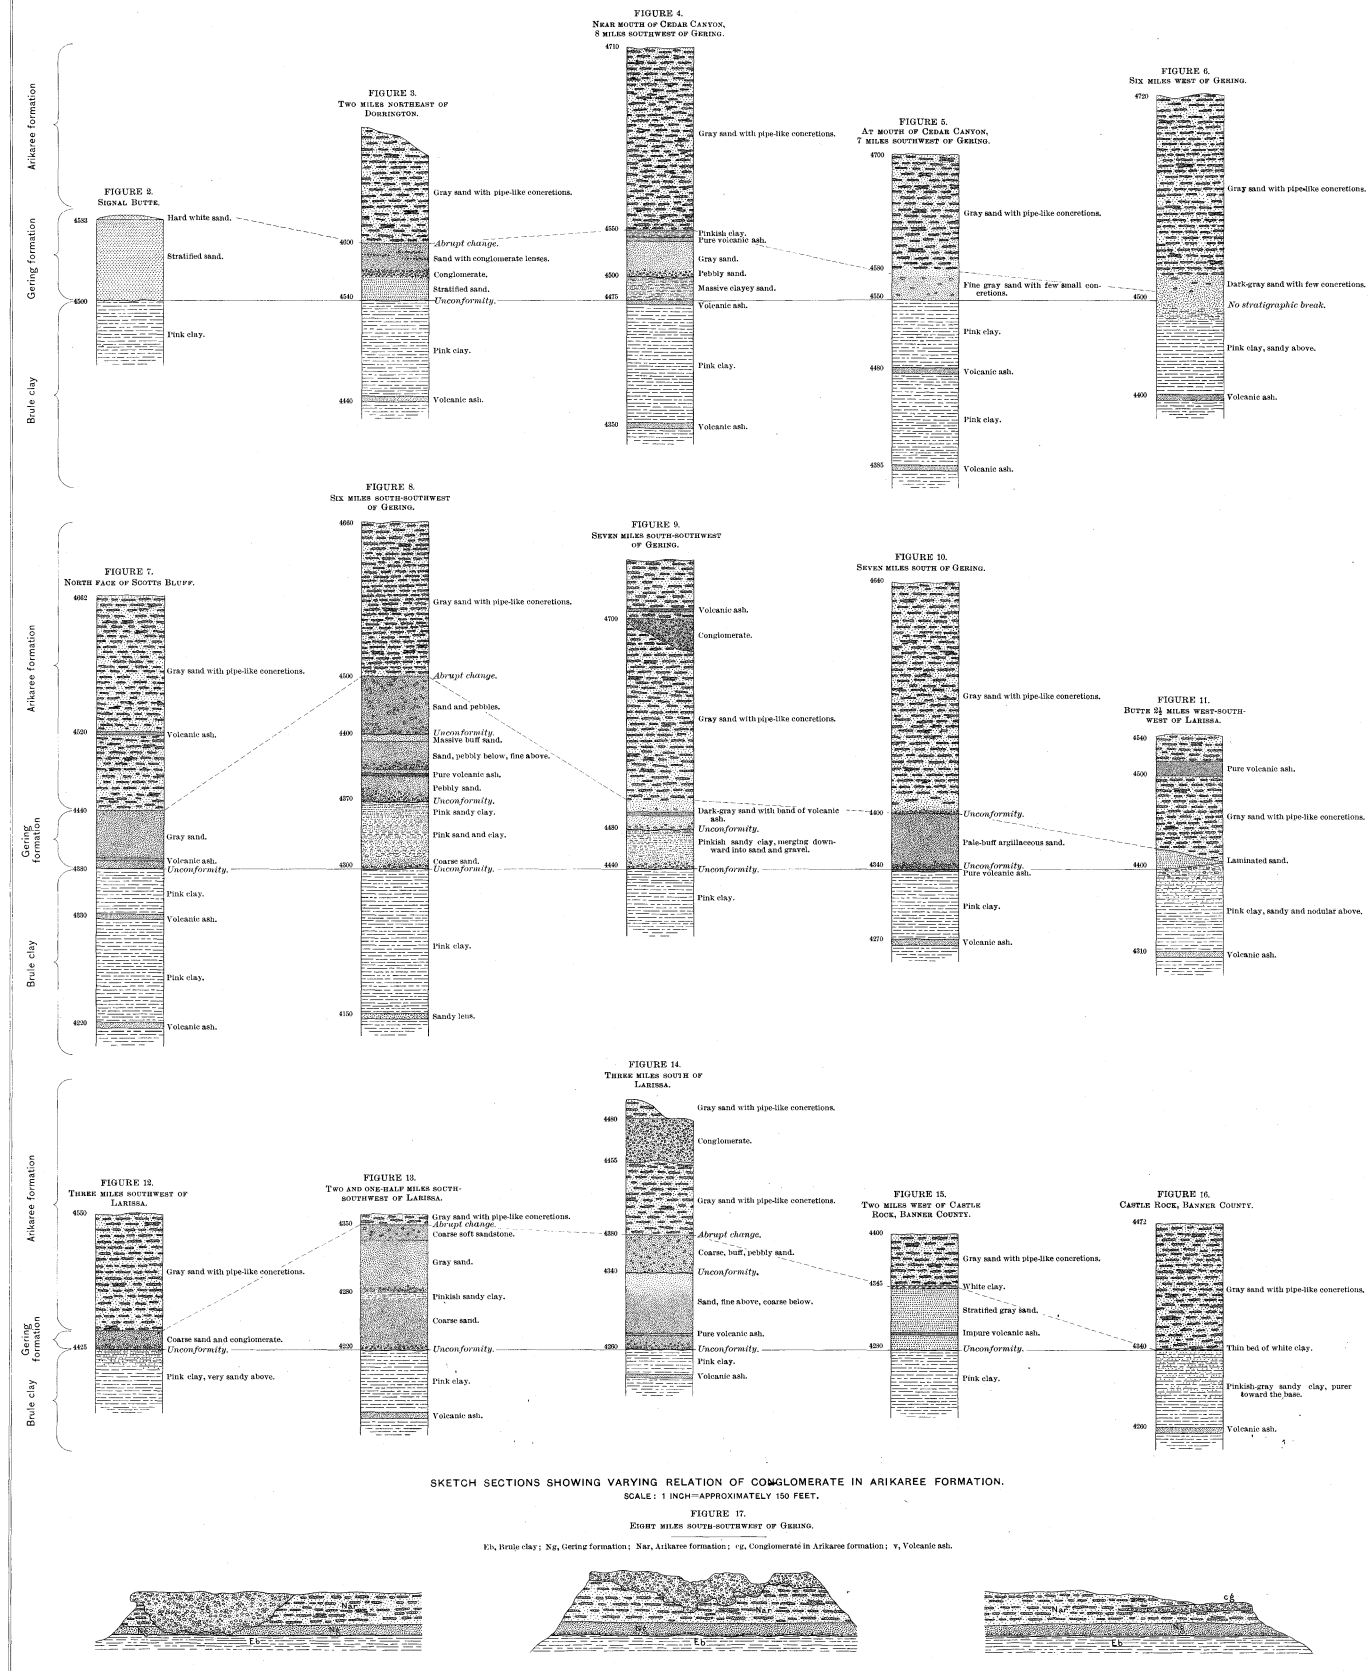 FIGURE 2.
SIGNAL BUTTE.
4583
Hard white sand.
Stratified sand.
4500
Pink clay.
FIGURE 3.
TWO MILES NORTHEAST OF
DORRINGTON.
Gray sand with pipe-like concretions.
4600
Abrupt change.
Sand with conglomerate lenses.
Conglomerate.
Stratified sand.
4540
Unconformity.
Pink clay.
4440
Volcanic ash.
FIGURE 4.
NEAR MOUTH OF CEDAR CANYON,
8 MILES SOUTHWEST OF GERING.
4710
Gray sand with pipe-like concretions.
4550
Pinkish clay.
Pure volcanic ash.
Gray sand.
4500
Pebbly sand.
Massive clayey sand.
4475
Volcanic ash.
Pink clay.
4350
Volcanic ash.
FIGURE 5.
AT MOUTH OF CEDAR CANYON,
7 MILES SOUTHWEST OF GERING.
4700
Gray sand with pipe-like concretions.
4580
Fine gray sand with few small con-
cretions.
4550
Pink clay.
4480
Volcanic ash.
Pink clay.
4385
Volcanic ash.
FIGURE 6.
SIX MILES WEST OF GERING.
4720
Gray sand with pipe-like concretions.
Dark-gray sand with few concretions.
4500
No stratigraphic break.
Pink clay, sandy above.
4400
Volcanic ash.
Arikaree formation
Gering formation
Brule clay
FIGURE 7.
NORTH FACE OF SCOTTS BLUFF.
4662
Gray sand with pipe-like concretions.
4520
Volcanic ash.
4440
Gray sand.
Volcanic ash.
4380
Unconformity.
Pink clay.
4330
Volcanic ash.
Pink clay.
4220
Volcanic ash.
FIGURE 8.
SIX MILES SOUTH-SOUTHWEST
OF GERING.
4660
Gray sand with pipe-like concretions.
4500
Abrupt change.
Sand and pebbles.
4400
Unconformity.
Massive buff sand.
Sand, pebbly below, fine above.
Pure volcanic ash.
Pebbly sand.
4370
Unconformity.
Pink sandy clay.
Pink sand and clay.
4300
Coarse sand.
Unconformity.
Pink clay.
4150
Sandy lens.
FIGURE 9.
SEVEN MILES SOUTH-SOUTHWEST
OF GERING.
Volcanic ash.
4700
Conglomerate.
Gray sand with pipe-like concretions.
Dark-gray sand with band of volcanic
ash.
4480
Unconformity.
Pinkish sandy clay, merging down-
ward into sand and gravel.
4440
Unconformity.
Pink clay.
FIGURE 10.
SEVEN MILES SOUTH OF GERING.
4640
Gray sand with pipe-like concretions.
4400
Unconformity.
Pale-buff argillaceous sand.
4340
Unconformity.
Pure volcanic ash.
Pink clay.
4270
Volcanic ash.
FIGURE 11.
BUTTE 2½ MILES WEST-SOUTH-
WEST OF LARISSA.
4540
Pure volcanic ash.
4500
Gray sand with pipe-like concretions.
4400
Laminated sand.
Pink clay, sandy and nodular above.
4310
Volcanic ash.
Arikaree formation
Gering
formation
Brule clay
FIGURE 12.
THREE MILES SOUTHWEST OF
LARISSA.
4550
Gray sand with pipe-like concretions.
Coarse sand and conglomerate.
4425
Unconformity.
Pink clay, very sandy above.
FIGURE 13.
TWO AND ONE-HALF MILES SOUTH-
SOUTHWEST OF LARISSA.
Gray sand with pipe-like concretions.
4350
Abrupt change.
Coarse soft sandstone.
Gray sand.
4280
Pinkish sandy clay.
Coarse sand.
4220
Unconformity.
Pink clay.
Volcanic ash.
FIGURE 14.
THREE MILES SOUTH OF
LARISSA.
Gray sand with pipe-like concretions.
4480
Conglomerate.
4455
Gray sand with pipe-like concretions.
4380
Abrupt change.
Coarse, buff, pebbly sand.
4340
Unconformity.
Sand, fine above, coarse below.
Pure volcanic ash.
4260
Unconformity.
Pink clay.
Volcanic ash.
FIGURE 15.
TWO MILES WEST OF CASTLE
ROCK, BANNER COUNTY.
4400
Gray sand with pipe-like concretions.
4345
White clay.
Stratified gray sand.
Impure volcanic ash.
4280
Unconformity.
Pink clay.
FIGURE 16.
CASTLE ROCK, BANNER COUNTY.
4472
Gray sand with pipe-like concretions.
4340
Thin bed of white clay.
Pinkish-gray sandy clay, purer
toward the base.
4260
Volcanic ash.
Arikaree formation
Gering
formation
Brule clay
SKETCH SECTIONS SHOWING VARYING RELATION OF CONGLOMERATE IN ARIKAREE FORMATION.
SCALE: 1 INCH=APPROXIMATELY 150 FEET.
FIGURE 17.
EIGHT MILES SOUTH-SOUTHWEST OF GERING.
Eb, Brule clay; Ng, Gering formation; Nar, Arikaree formation; cg, Conglomerate in Arikaree formation; v, Volcanic ash.
Nar
Ng
Eb
Nar
Ng
Eb
cg
Nar
Ng
Eb